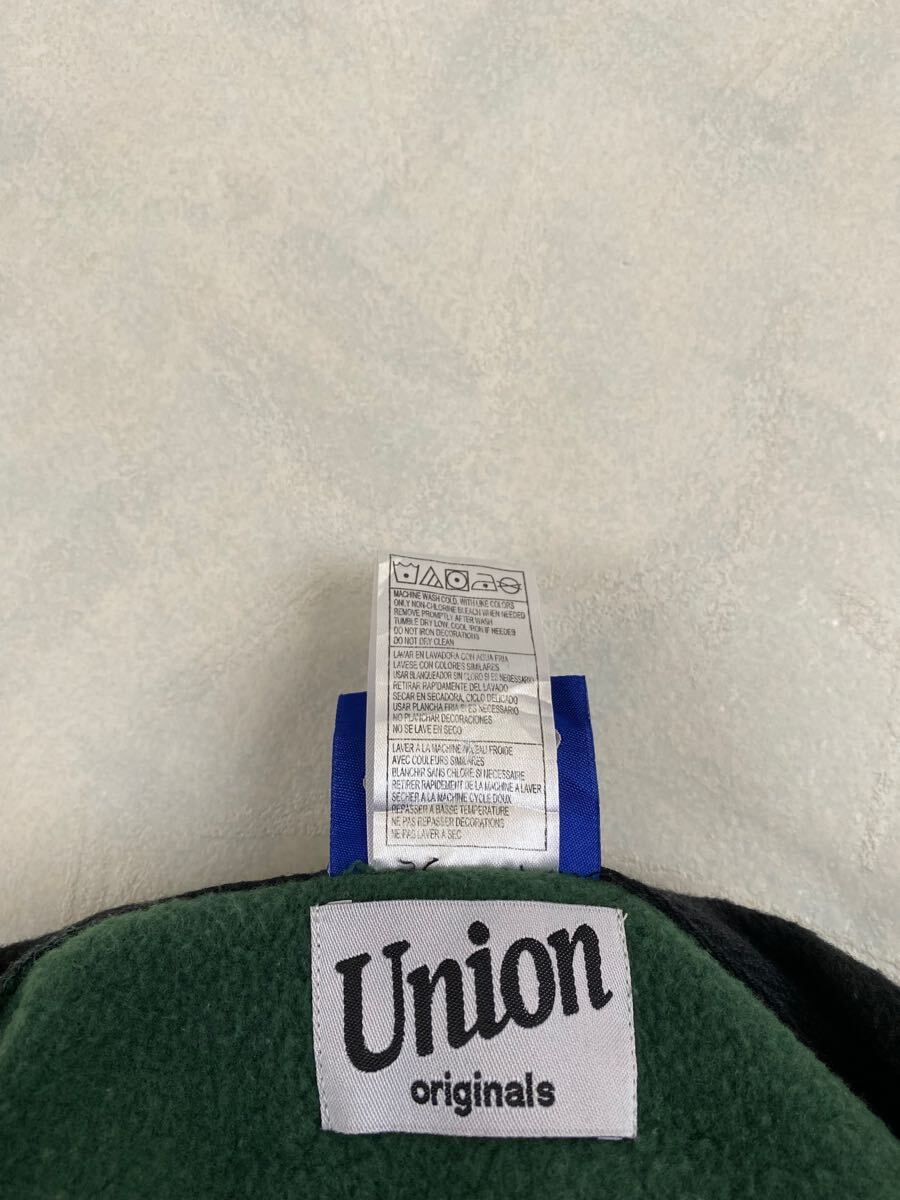 MACHINE WASH COLD, WITH LIKE COLORS
ONLY NON-CHLORINE BLEACH WHEN NEEDED
REMOVE PROMPTLY AFTER WASH
TUMBLE DRY LOW, COOL IRON IF NEEDED
DO NOT IRON DECORATIONS
DO NOT DRY CLEAN
LAVAR EN LAVADORA CON AGUA FRIA
LAVESE CON COLORES SIMILARES
USAR BLANQUEADOR SIN CLORO SI ES NECESARIO
RETIRAR RAPIDAMENTE DEL LAVADO
SECAR EN SECADORA, CICLO DELICADO
USAR PLANCHA FRIA SI ES NECESARIO
NO PLANCHAR DECORACIONES
NO SE LAVE EN SECO
LAVER A LA MACHINE EAU FROIDE
AVEC COULEURS SIMILARES
BLANCHIR SANS CHLORE SI NECESSAIRE
RETIRER RAPIDEMENT DE LA MACHINE A LAVER
SECHER A LA MACHINE CYCLE DOUX
REPASSER A BASSE TEMPERATURE
NE PAS REPASSER DECORATIONS
NE PAS LAVER A SEC
Union
originals